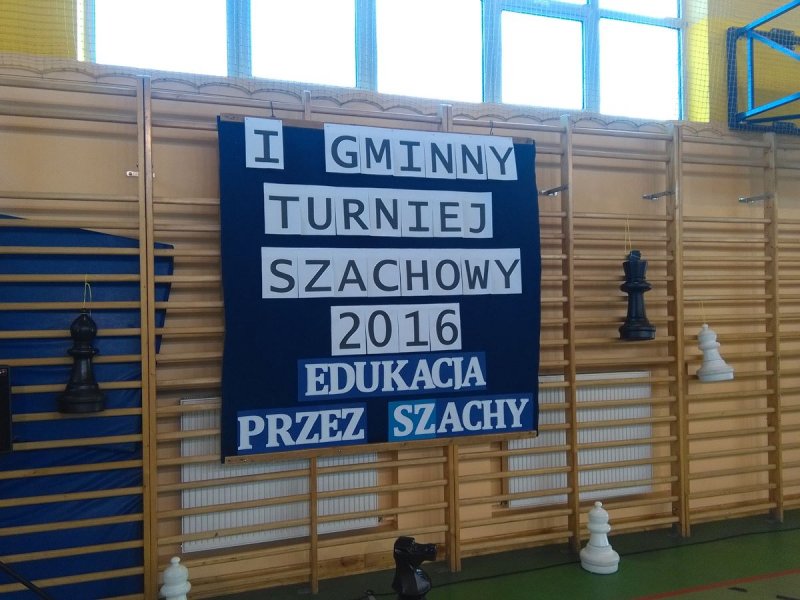 I GMINNY
TURNIEJ
SZACHOWY
2016
EDUKACJA
PRZEZ SZACHY